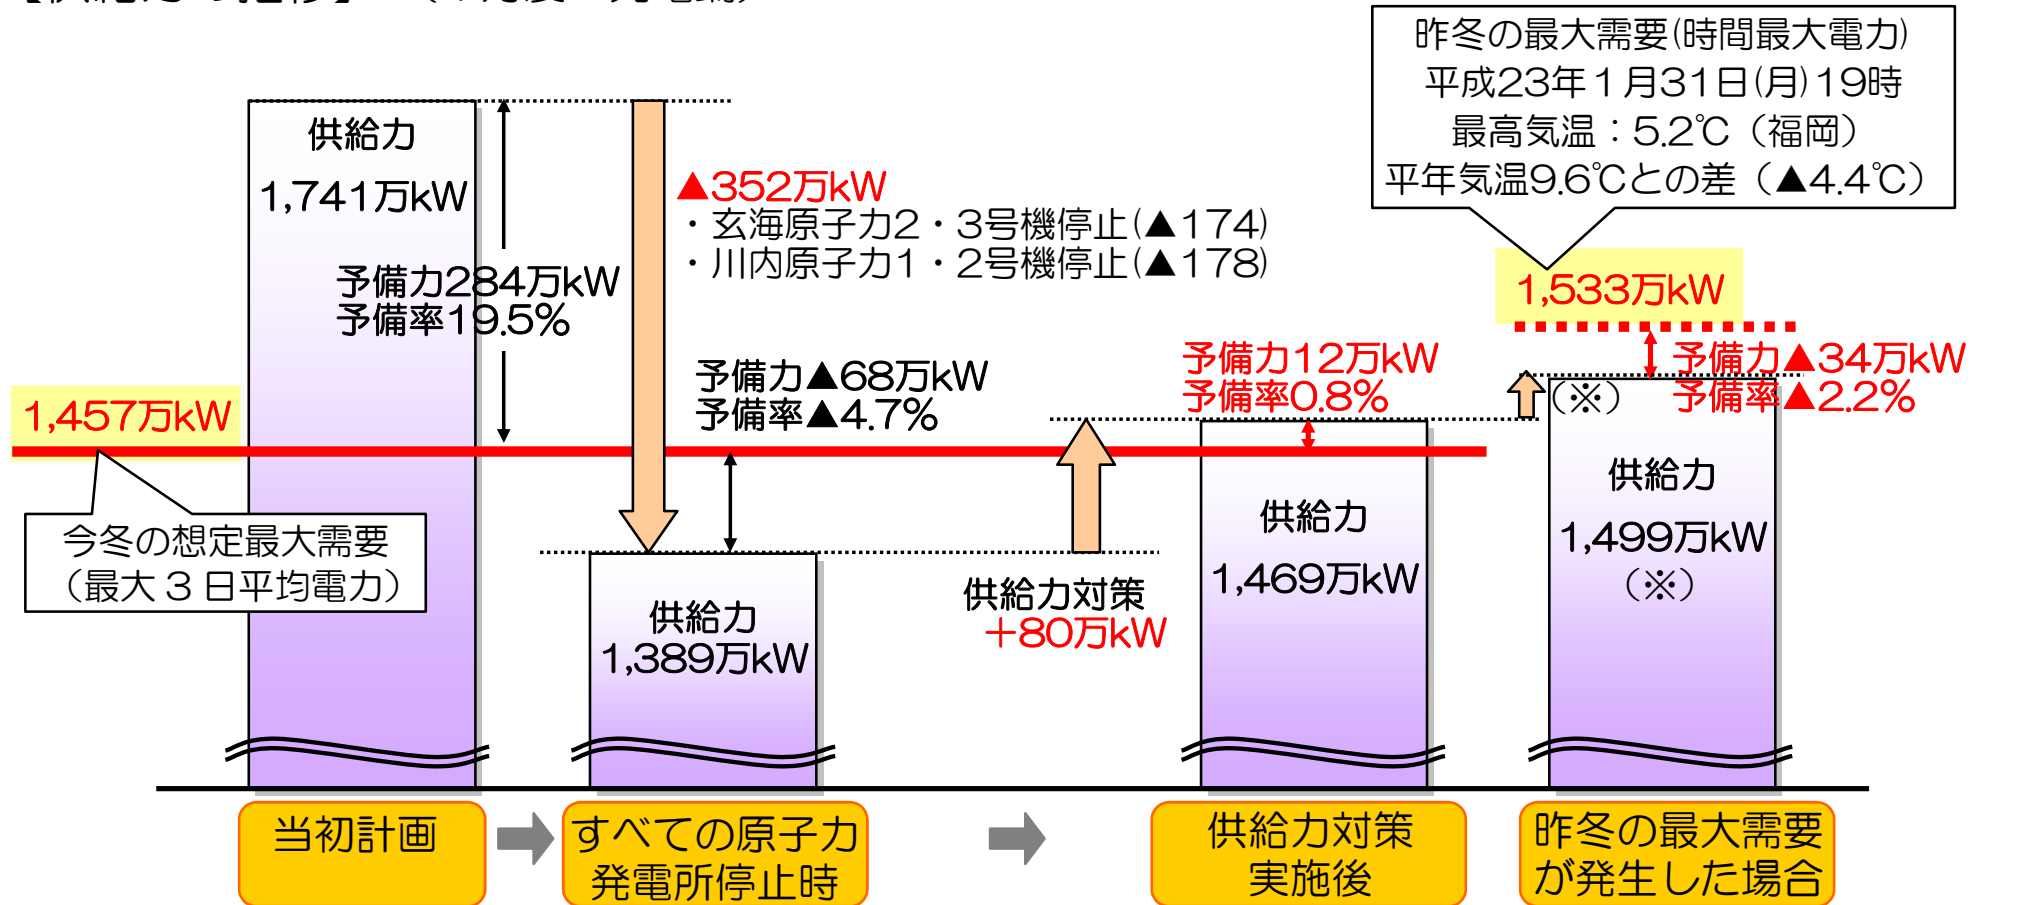 昨冬の最大需要(時間最大電力)
平成23年1月31日(月)19時
最高気温：5.2℃（福岡）
平年気温9.6℃との差（▲4.4℃）
供給力
1,741万kW
▲352万kW
・玄海原子力2・3号機停止(▲174)
・川内原子力1・2号機停止(▲178)
予備力284万kW
予備率19.5%
1,533万kW
予備力▲68万kW
予備率▲4.7%
予備力12万kW
予備率0.8%
予備力▲34万kW
予備率▲2.2%
(※)
1,457万kW
今冬の想定最大需要
（最大3日平均電力）
供給力
1,389万kW
供給力対策
＋80万kW
供給力
1,469万kW
供給力
1,499万kW
（※）
当初計画
すべての原子力
発電所停止時
供給力対策
実施後
昨冬の最大需要
が発生した場合